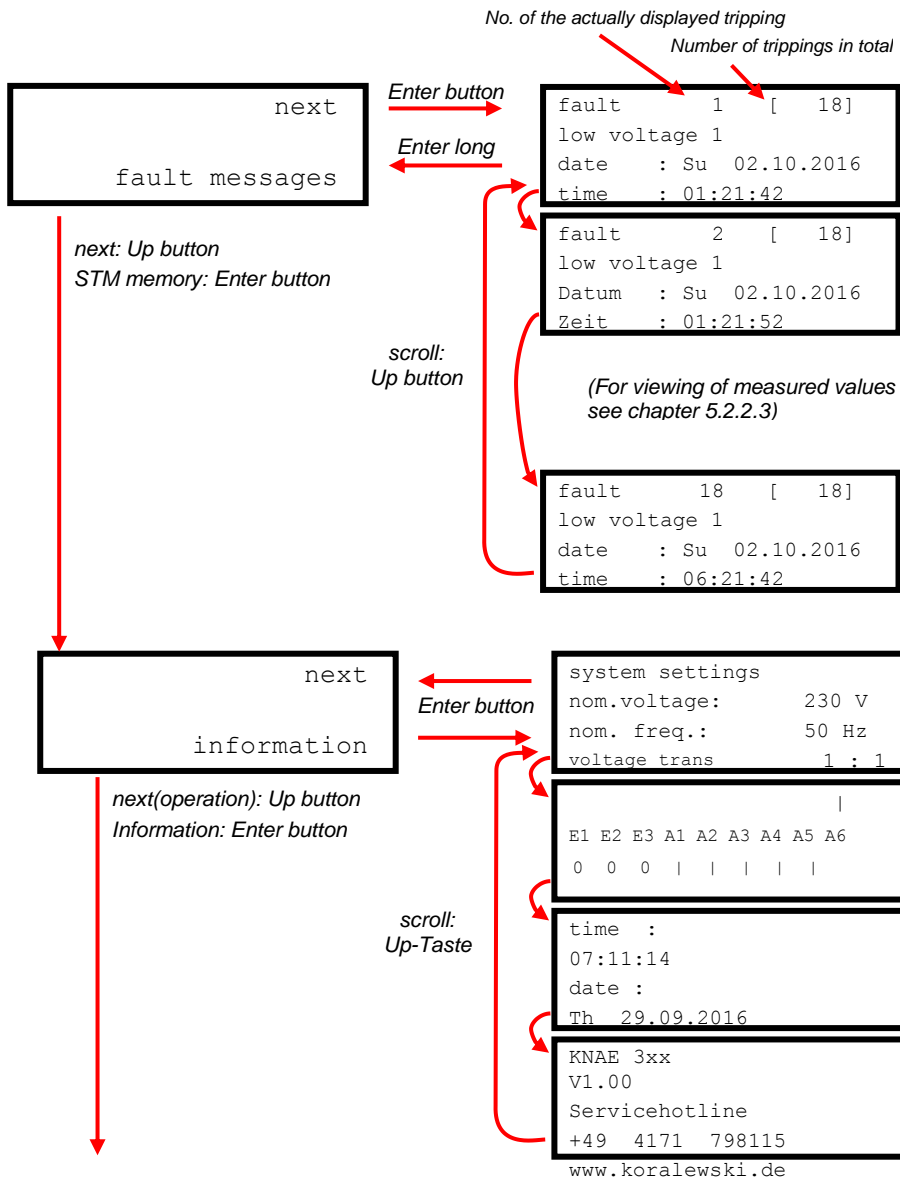 No. of the actually displayed tripping
Number of trippings in total
next
fault messages
Enter button
Enter long
fault 1 [ 18]
low voltage 1
date : Su 02.10.2016
time : 01:21:42
fault 2 [ 18]
low voltage 1
Datum : Su 02.10.2016
Zeit : 01:21:52
next: Up button
STM memory: Enter button
scroll:
Up button
(For viewing of measured values
see chapter 5.2.2.3)
fault 18 [ 18]
low voltage 1
date : Su 02.10.2016
time : 06:21:42
next
information
Enter button
system settings
nom.voltage: 230 V
nom. freq.: 50 Hz
voltage trans 1 : 1
next(operation): Up button
Information: Enter button
|
E1 E2 E3 A1 A2 A3 A4 A5 A6
0 0 0 | | | | |
scroll:
Up-Taste
time :
07:11:14
date :
Th 29.09.2016
KNAE 3xx
V1.00
Servicehotline
+49 4171 798115
www.koralewski.de